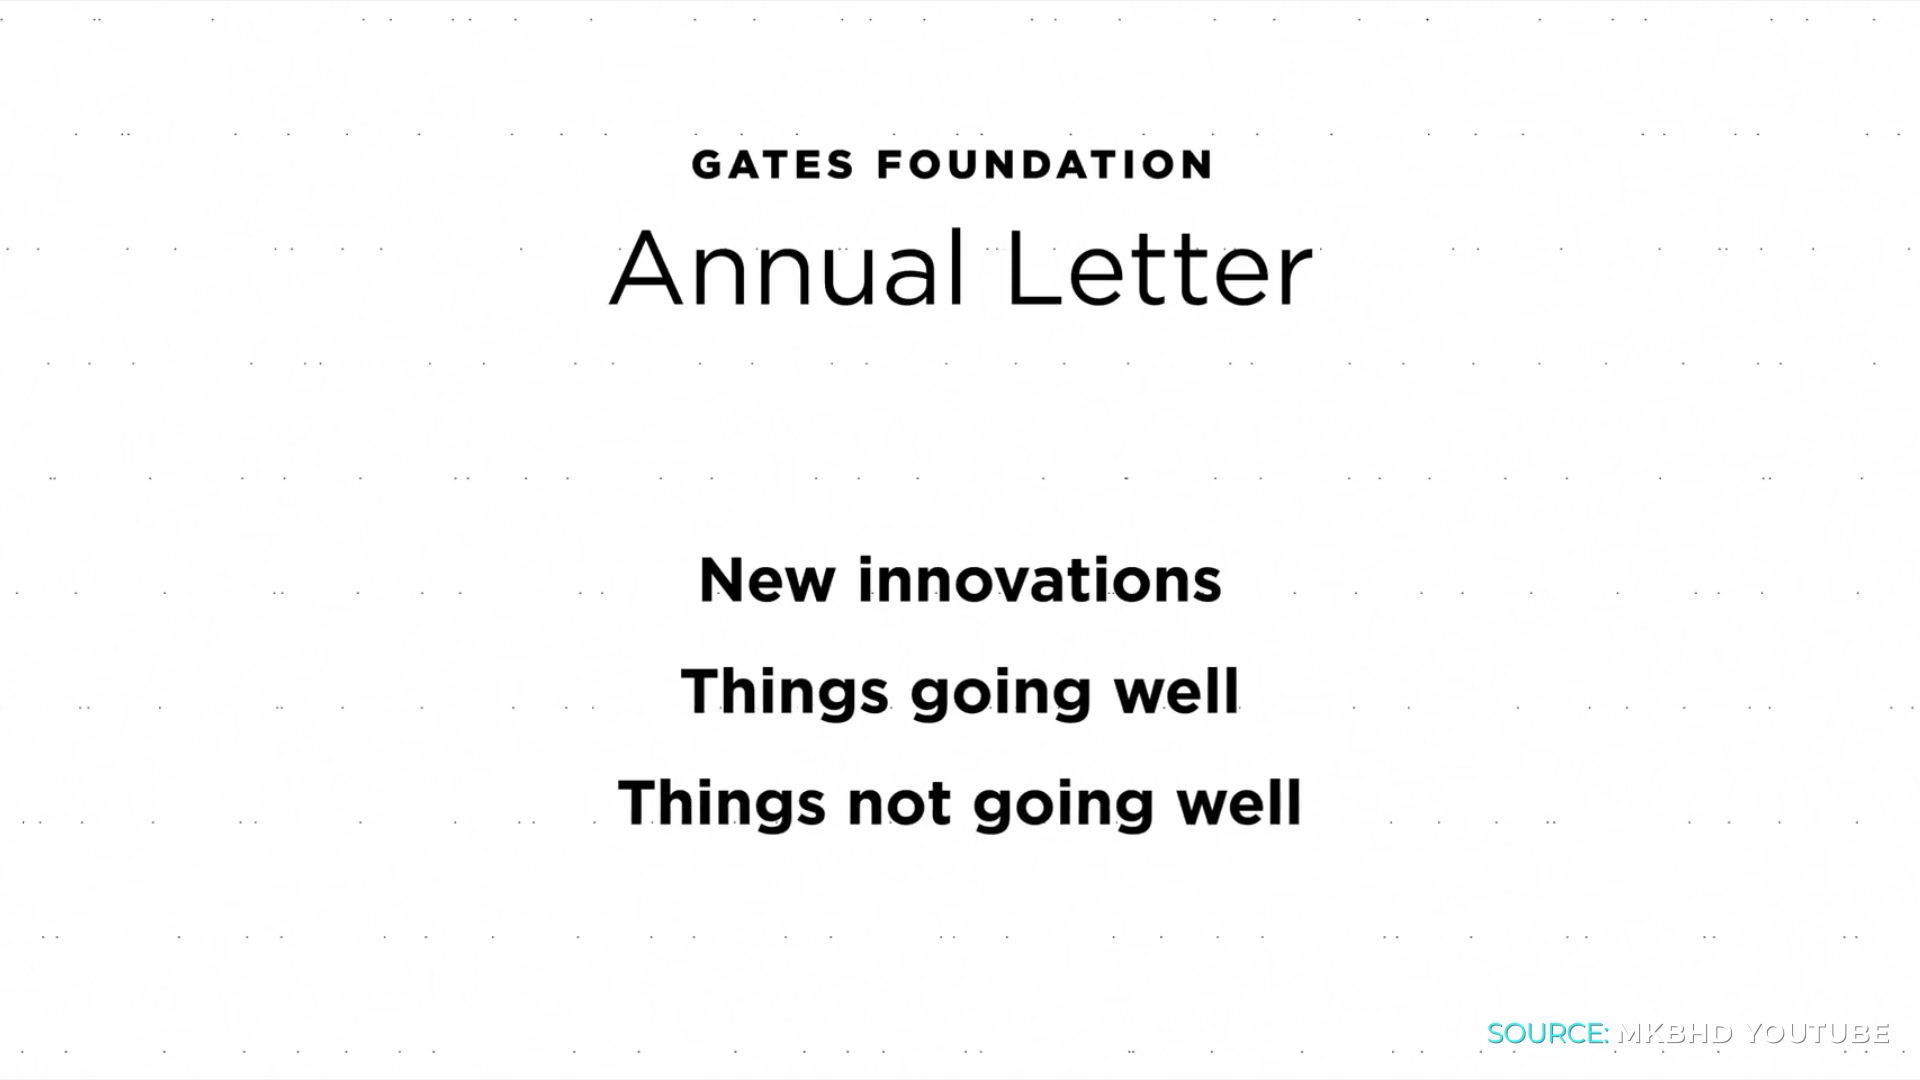 GATES FOUNDATION
Annual Letter
New innovations
Things going well
Things not going well
SOURCE: MKBHD YOUTUBE